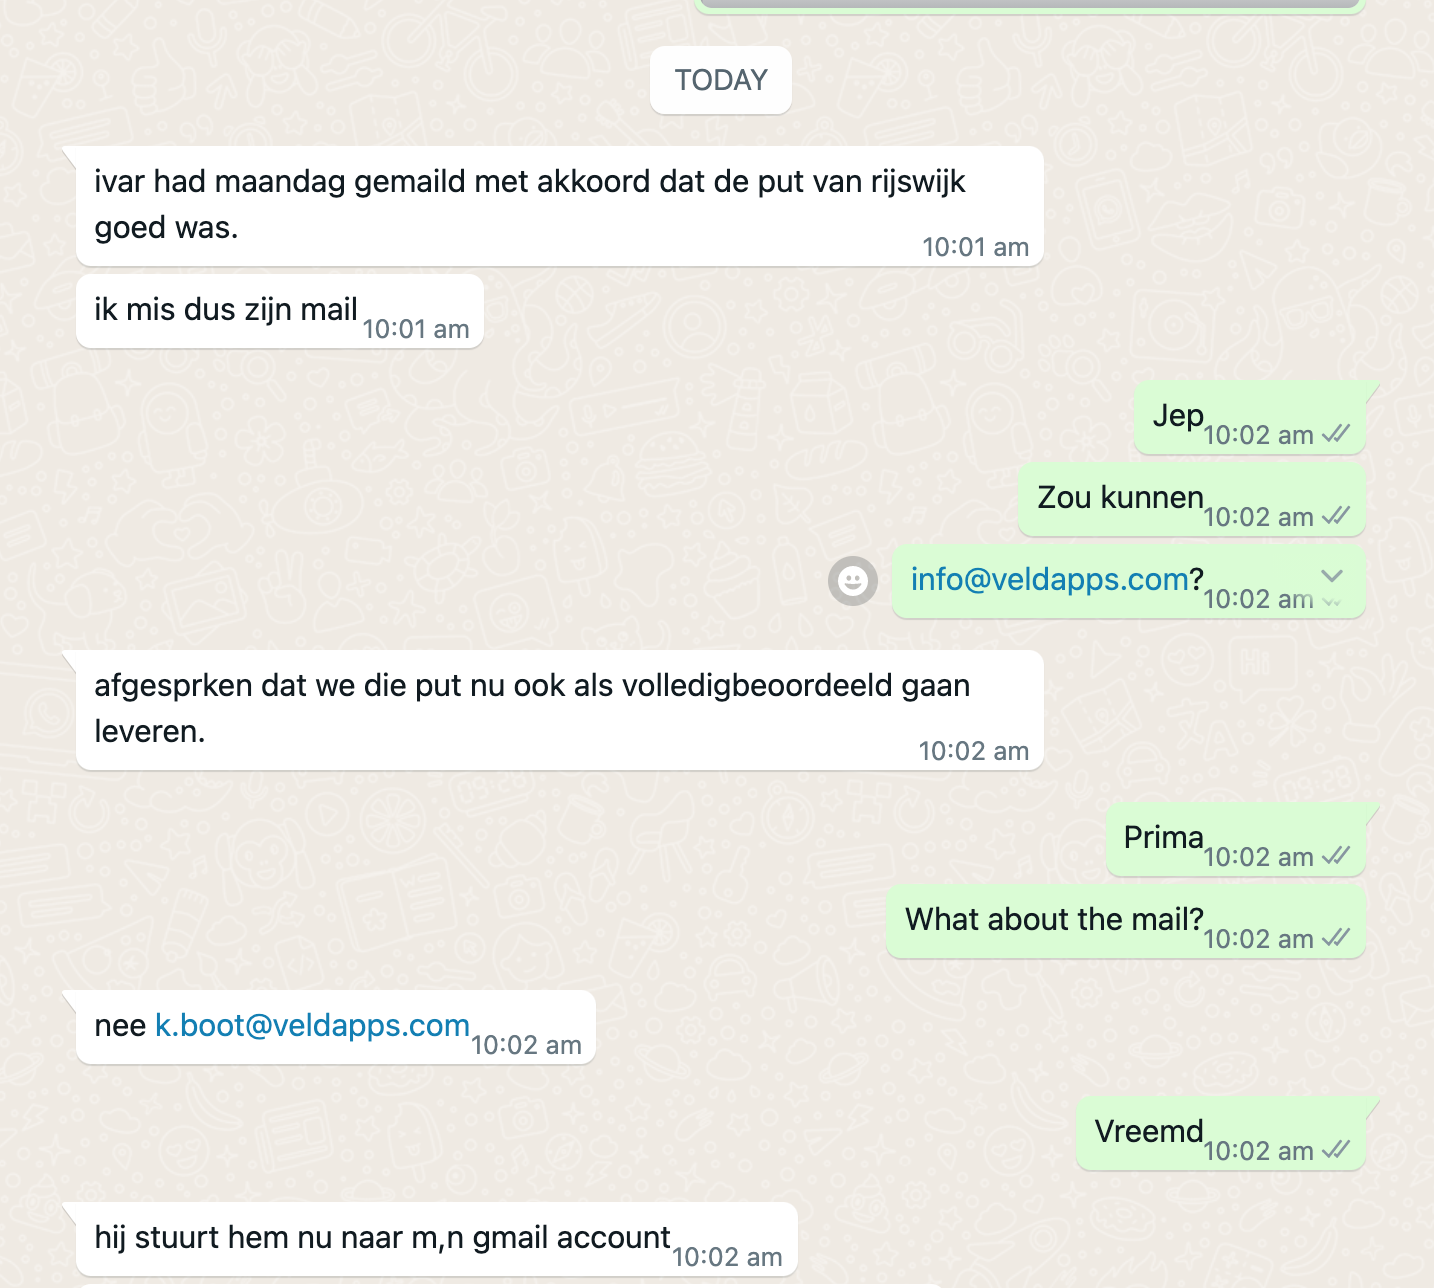 TODAY
ivar had maandag gemaild met akkoord dat de put van rijswijk
goed was.
10:01 am
ik mis dus zijn mail
10:01 am
Jep
10:02 am
Zou kunnen
10:02 am
info@veldapps.com?
10:02 am
afgesprken dat we die put nu ook als volledigbeoordeeld gaan
leveren.
10:02 am
Prima
10:02 am
What about the mail?
10:02 am
nee k.boot@veldapps.com
10:02 am
Vreemd
10:02 am
hij stuurt hem nu naar m,n gmail account
10:02 am